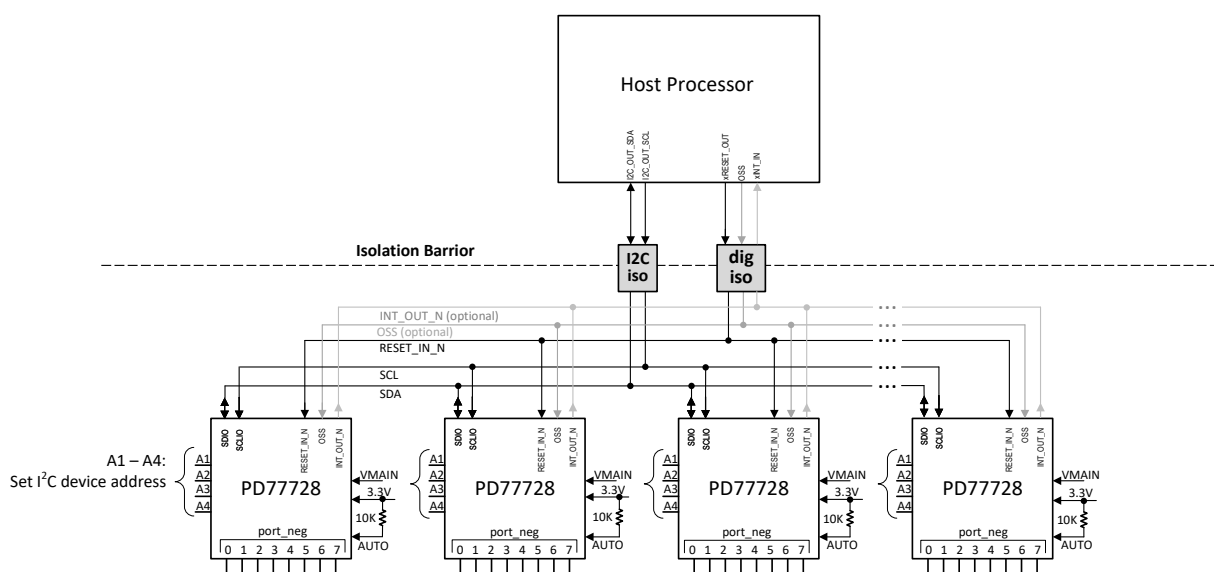 Host Processor
I2C_OUT_SDA
I2C_OUT_SCL
xRESET_OUT
OSS
xINT_IN
Isolation Barrior
I2C
iso
dig
iso
INT_OUT_N (optional)
OSS (optional)
RESET_IN_N
SCL
SDA
...
...
...
...
...
A1 – A4:
Set I²C device address
SDIO
SCLIO
RESET_IN_N
OSS
INT_OUT_N
A1
A2
A3
A4
PD77728
VMAIN
3.3V
10K
AUTO
port_neg
0 1 2 3 4 5 6 7
SDIO
SCLIO
RESET_IN_N
OSS
INT_OUT_N
A1
A2
A3
A4
PD77728
VMAIN
3.3V
10K
AUTO
port_neg
0 1 2 3 4 5 6 7
SDIO
SCLIO
RESET_IN_N
OSS
INT_OUT_N
A1
A2
A3
A4
PD77728
VMAIN
3.3V
10K
AUTO
port_neg
0 1 2 3 4 5 6 7
SDIO
SCLIO
RESET_IN_N
OSS
INT_OUT_N
A1
A2
A3
A4
PD77728
VMAIN
3.3V
10K
AUTO
port_neg
0 1 2 3 4 5 6 7